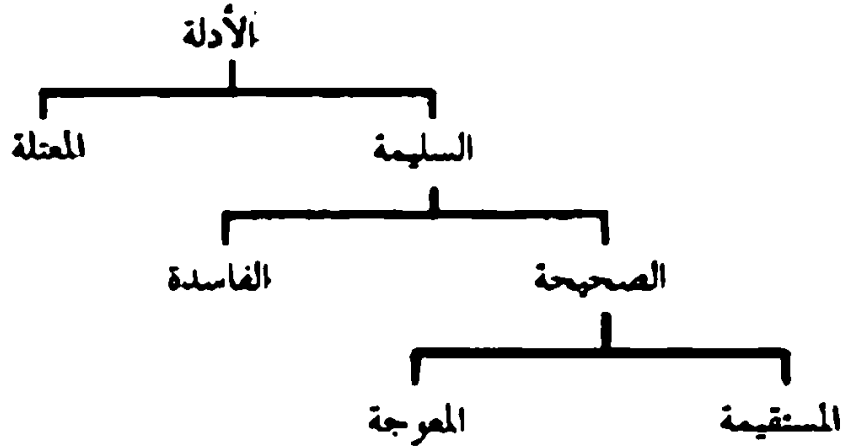 الأدلة
السليمة المعتلة
الصحيحة الفاسدة
المستقيمة المعوجة